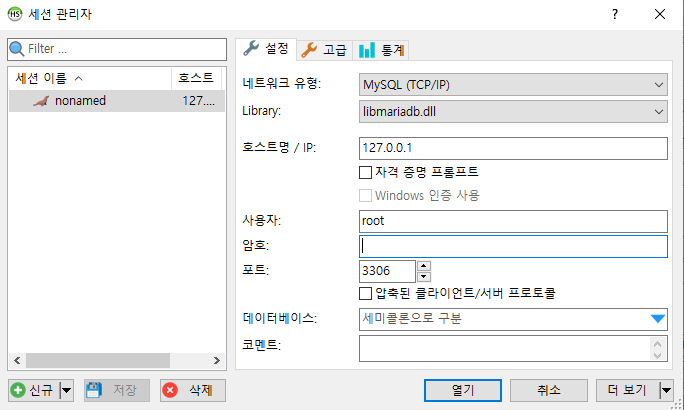 HS 세션 관리자
Filter ...
세션 이름 호스트
nonamed 127....
설정 고급 통계
네트워크 유형: MySQL (TCP/IP)
Library: libmariadb.dll
호스트명 / IP: 127.0.0.1
자격 증명 프롬프트
Windows 인증 사용
사용자: root
암호:
포트: 3306
압축된 클라이언트/서버 프로토콜
데이터베이스: 세미콜론으로 구분
코멘트:
신규 저장 삭제 열기 취소 더 보기